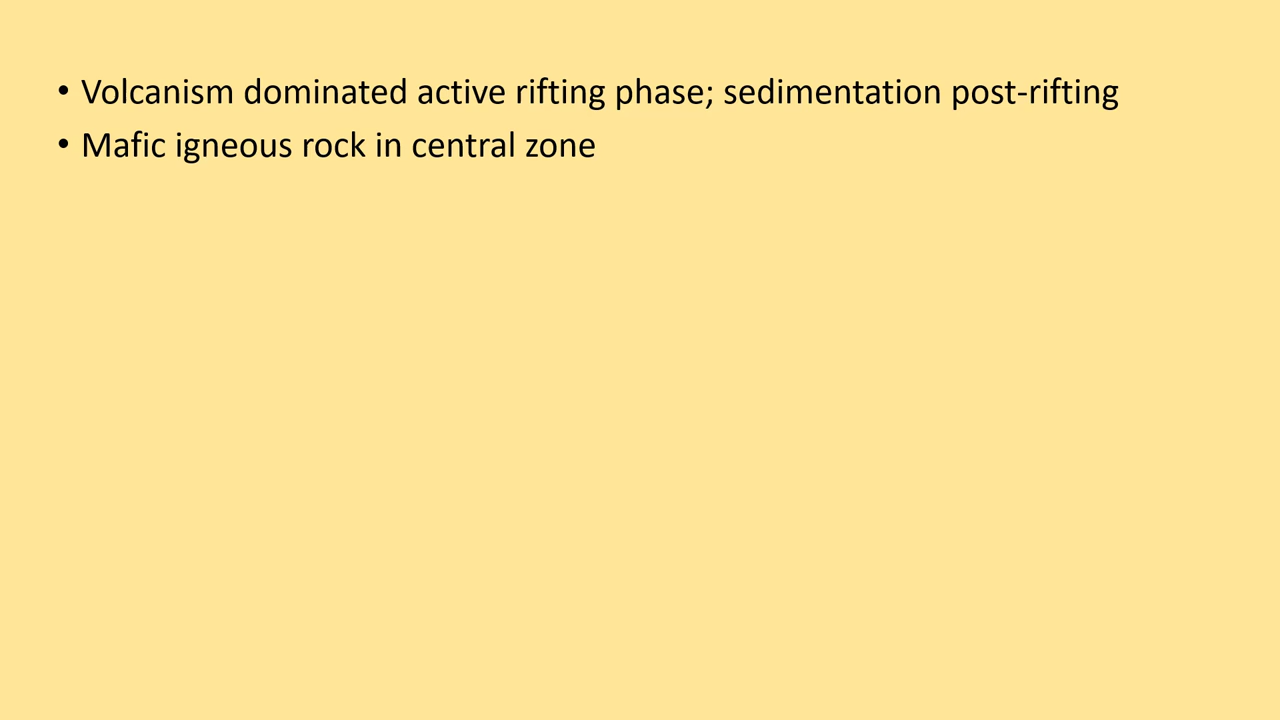 • Volcanism dominated active rifting phase; sedimentation post-rifting
• Mafic igneous rock in central zone